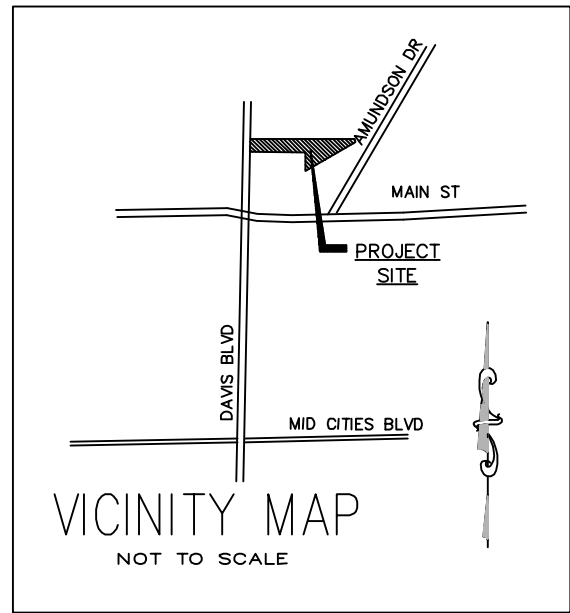 AMUNDSON DR
MAIN ST
PROJECT
SITE
DAVIS BLVD
MID CITIES BLVD
VICINITY MAP
NOT TO SCALE